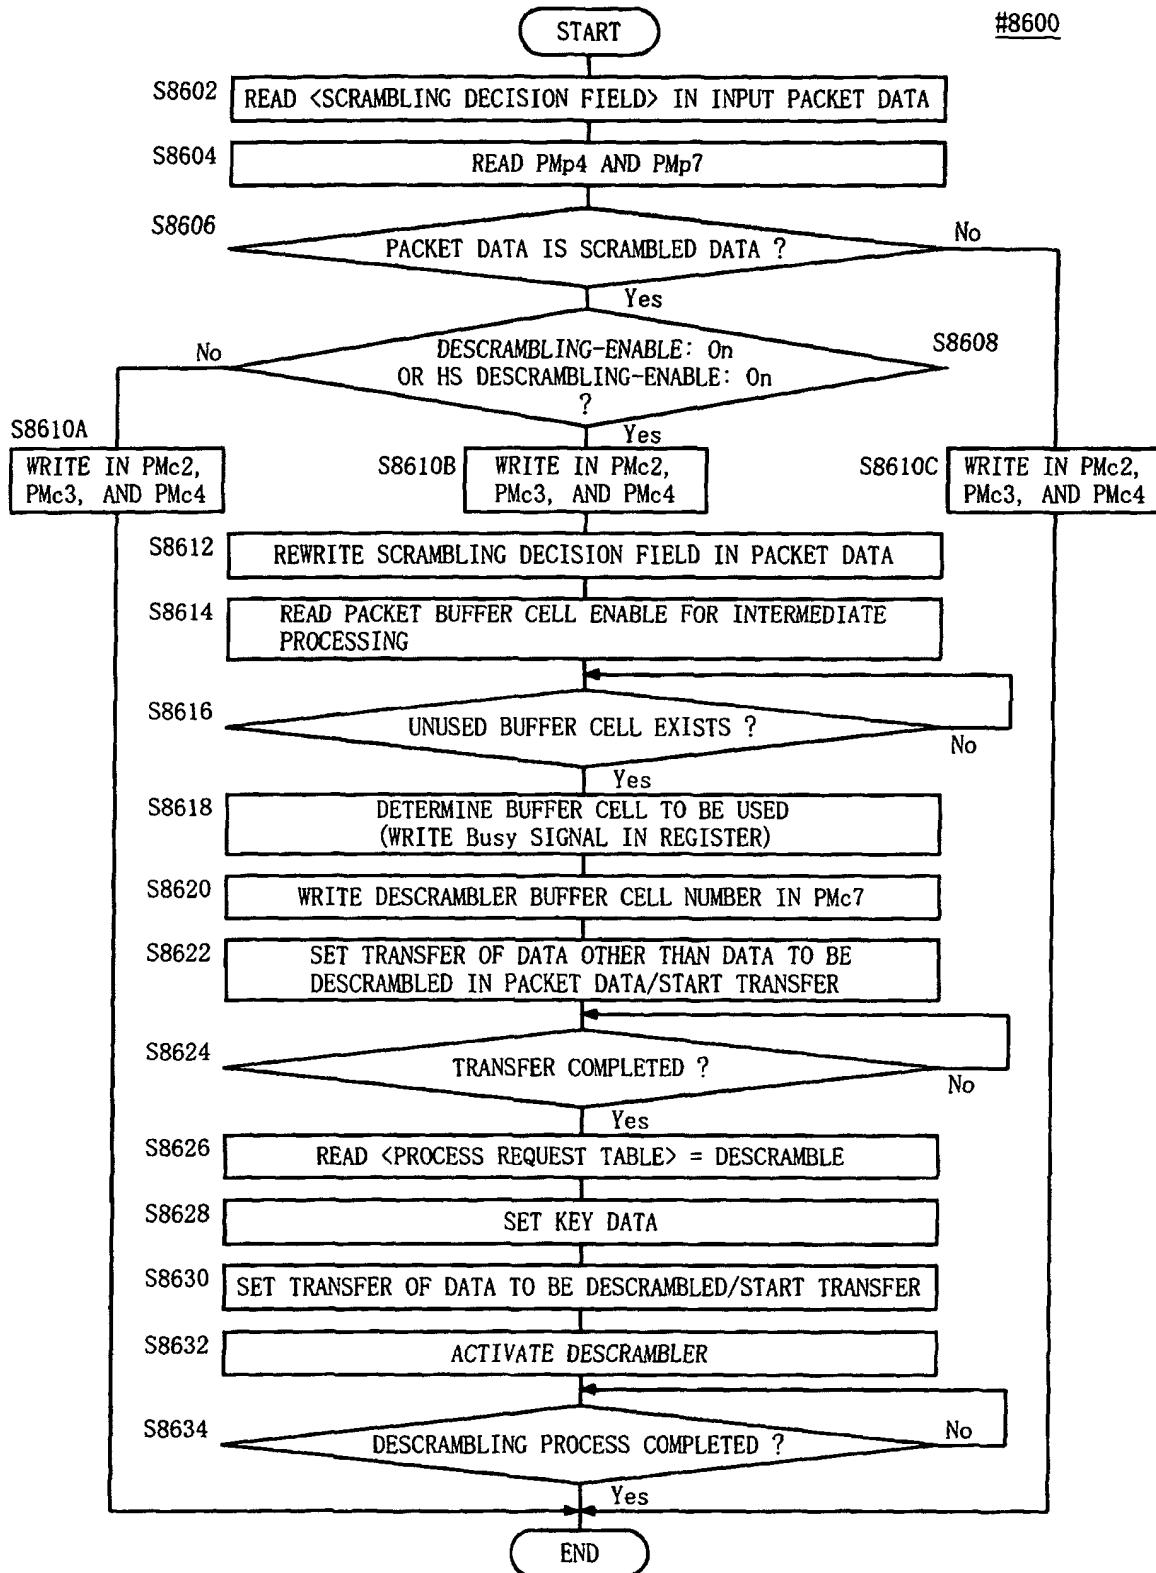 #8600
START
S8602
READ <SCRAMBLING DECISION FIELD> IN INPUT PACKET DATA
S8604
READ PMp4 AND PMp7
S8606
PACKET DATA IS SCRAMBLED DATA ?
No
Yes
S8608
DESCRAMBLING-ENABLE: On
OR HS DESCRAMBLING-ENABLE: On
?
No
Yes
S8610A
WRITE IN PMc2,
PMc3, AND PMc4
S8610B
WRITE IN PMc2,
PMc3, AND PMc4
S8610C
WRITE IN PMc2,
PMc3, AND PMc4
S8612
REWRITE SCRAMBLING DECISION FIELD IN PACKET DATA
S8614
READ PACKET BUFFER CELL ENABLE FOR INTERMEDIATE
PROCESSING
S8616
UNUSED BUFFER CELL EXISTS ?
No
Yes
S8618
DETERMINE BUFFER CELL TO BE USED
(WRITE Busy SIGNAL IN REGISTER)
S8620
WRITE DESCRAMBLER BUFFER CELL NUMBER IN PMc7
S8622
SET TRANSFER OF DATA OTHER THAN DATA TO BE
DESCRAMBLED IN PACKET DATA/START TRANSFER
S8624
TRANSFER COMPLETED ?
No
Yes
S8626
READ <PROCESS REQUEST TABLE> = DESCRAMBLE
S8628
SET KEY DATA
S8630
SET TRANSFER OF DATA TO BE DESCRAMBLED/START TRANSFER
S8632
ACTIVATE DESCRAMBLER
S8634
DESCRAMBLING PROCESS COMPLETED ?
No
Yes
END